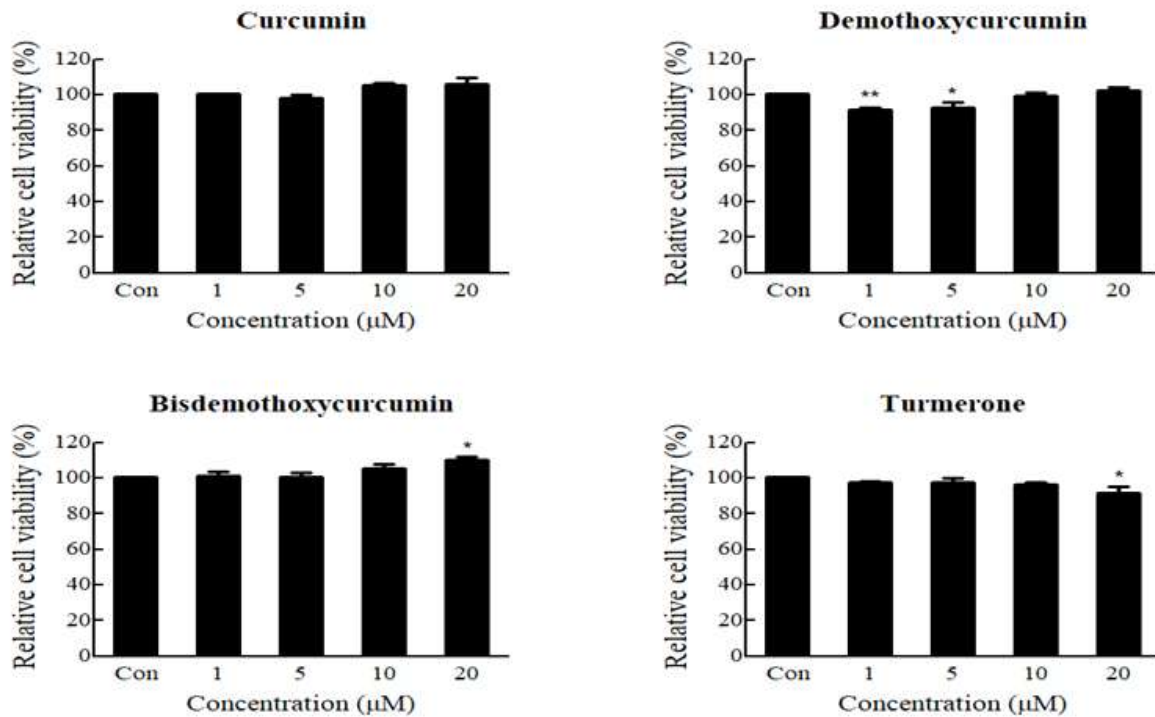 Curcumin
Relative cell viability (%)
120
100
80
60
40
20
0
Con 1 5 10 20
Concentration (μM)
Demothoxycurcumin
Relative cell viability (%)
120
100
80
60
40
20
0
** *
Con 1 5 10 20
Concentration (μM)
Bisdemothoxycurcumin
Relative cell viability (%)
120
100
80
60
40
20
0
*
Con 1 5 10 20
Concentration (μM)
Turmerone
Relative cell viability (%)
120
100
80
60
40
20
0
*
Con 1 5 10 20
Concentration (μM)